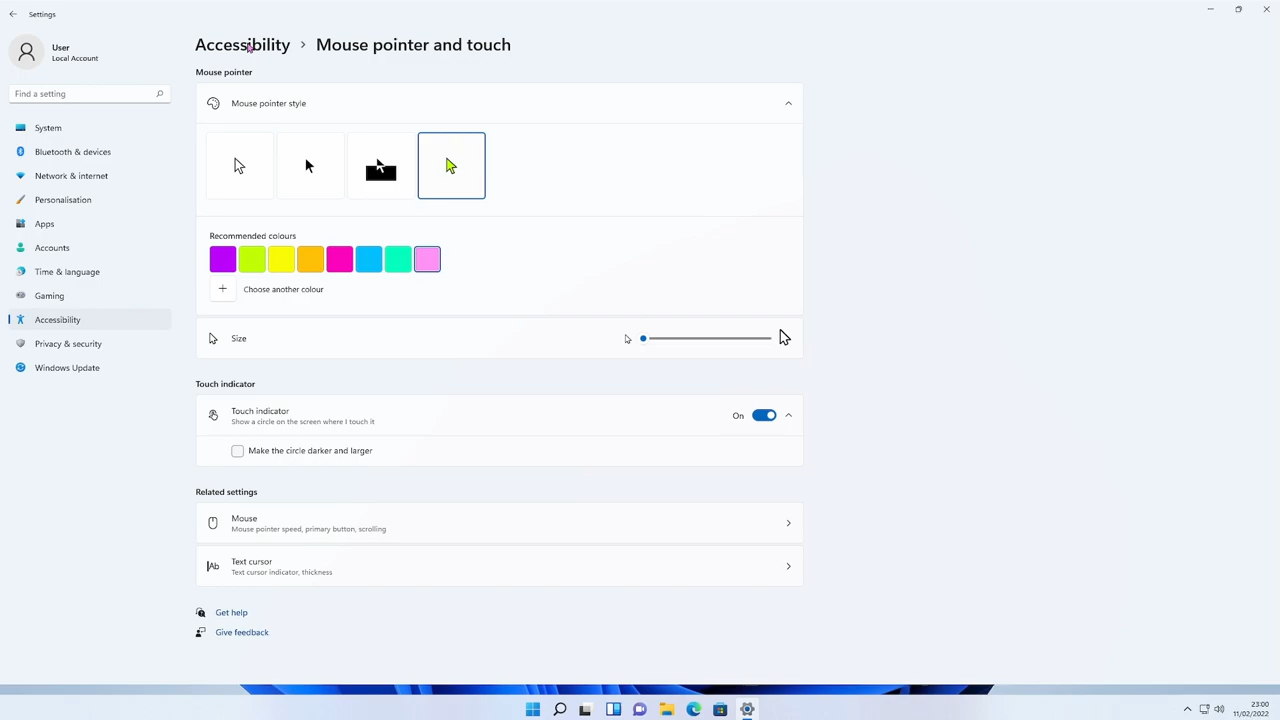 Settings
User
Local Account
Find a setting
System
Bluetooth & devices
Network & internet
Personalisation
Apps
Accounts
Time & language
Gaming
Accessibility
Privacy & security
Windows Update
Accessibility > Mouse pointer and touch
Mouse pointer
Mouse pointer style
Recommended colours
+ Choose another colour
Size
Touch indicator
Touch indicator
Show a circle on the screen where I touch it
On
Make the circle darker and larger
Related settings
Mouse
Mouse pointer speed, primary button, scrolling
Ab
Text cursor
Text cursor indicator, thickness
Get help
Give feedback
23:00
11/02/2022